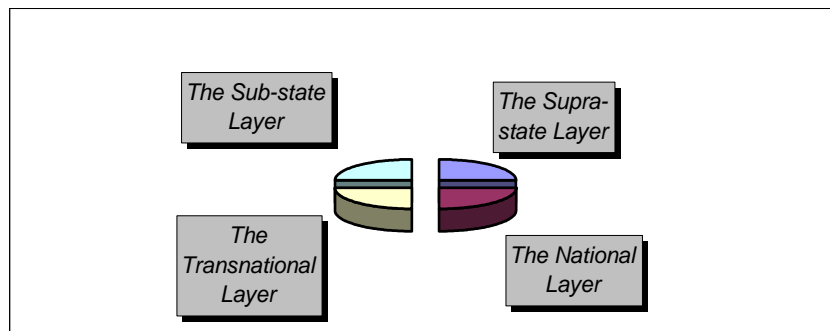 The Sub-state
Layer
The Supra-
state Layer
The
Transnational
Layer
The National
Layer